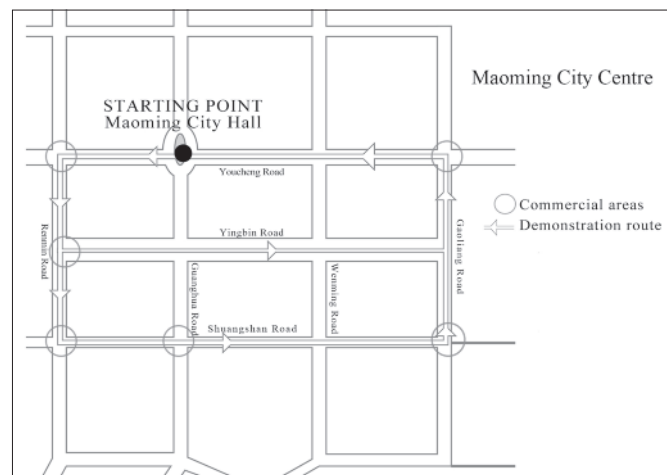 Maoming City Centre
STARTING POINT
Maoming City Hall
Youcheng Road
Commercial areas
Demonstration route
Renmin Road
Yingbin Road
Gaoliang Road
Guanghua Road
Wenming Road
Shuangshan Road